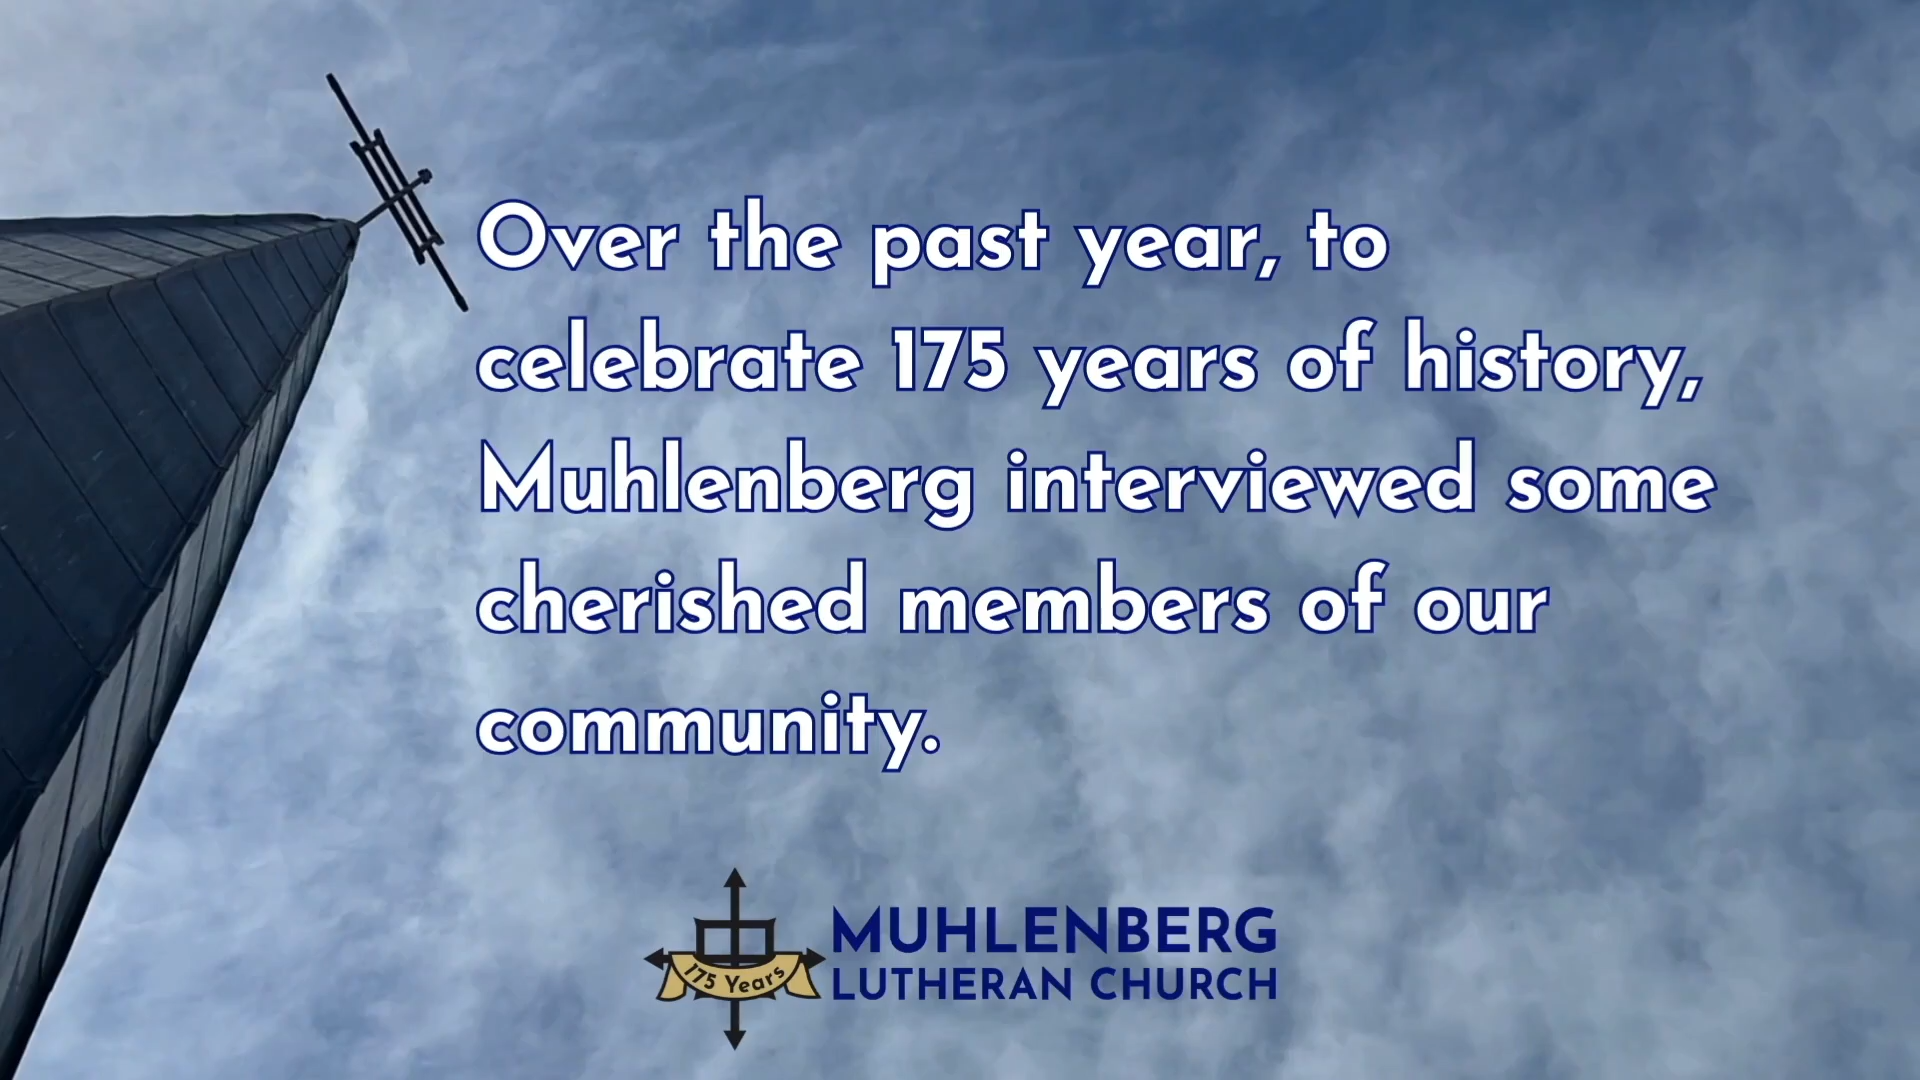 Over the past year, to
celebrate 175 years of history,
Muhlenberg interviewed some
cherished members of our
community.
175 Years
MUHLENBERG
LUTHERAN CHURCH